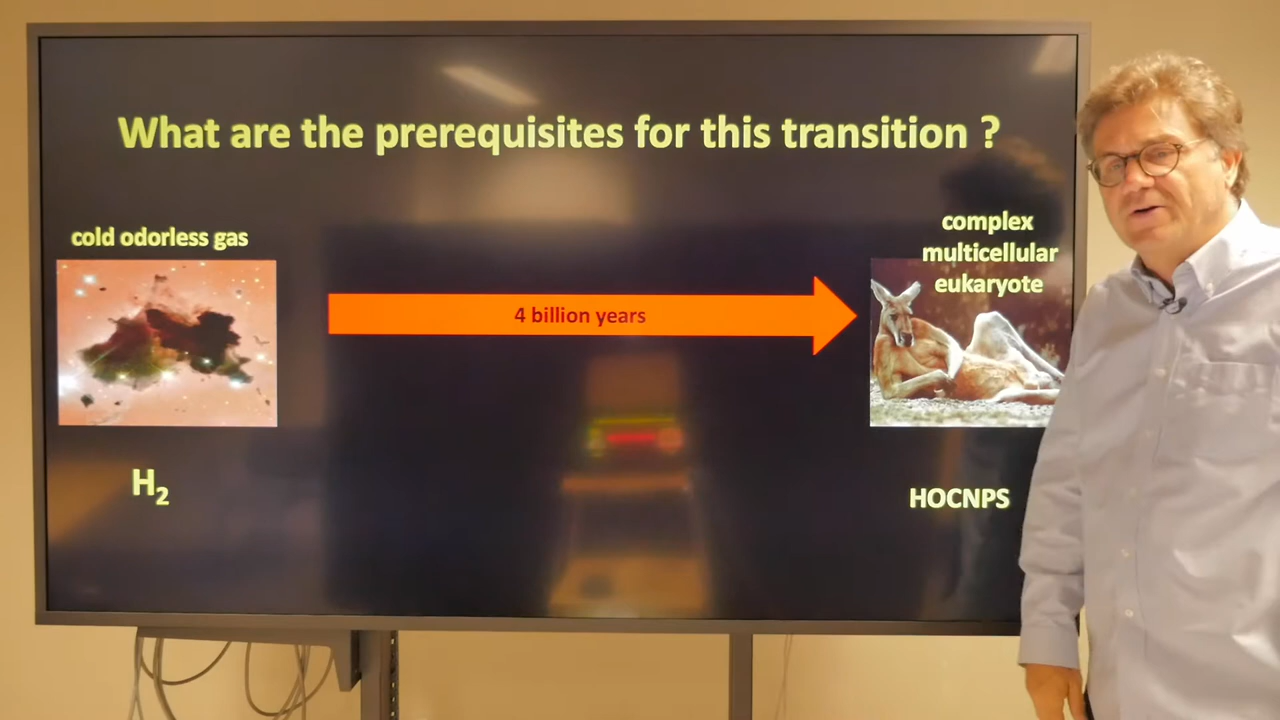 What are the prerequisites for this transition ?
cold odorless gas
complex
multicellular
eukaryote
4 billion years
H₂
HOCNPS